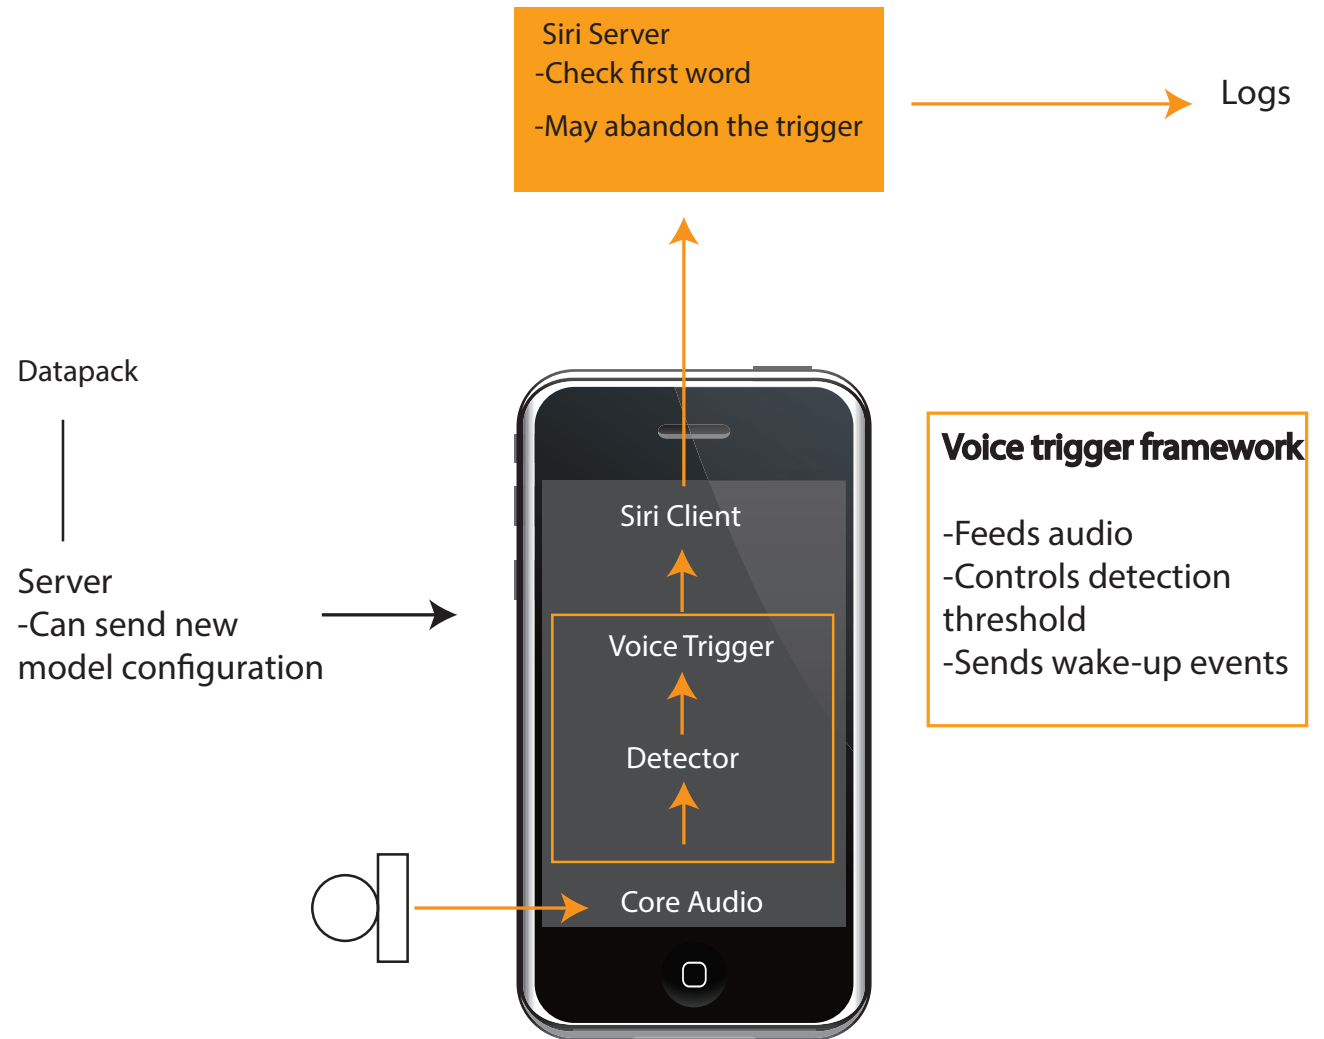 Siri Server
-Check first word
-May abandon the trigger
Logs
Datapack
Server
-Can send new
model configuration
Siri Client
Voice Trigger
Detector
Core Audio
Voice trigger framework
-Feeds audio
-Controls detection
threshold
-Sends wake-up events